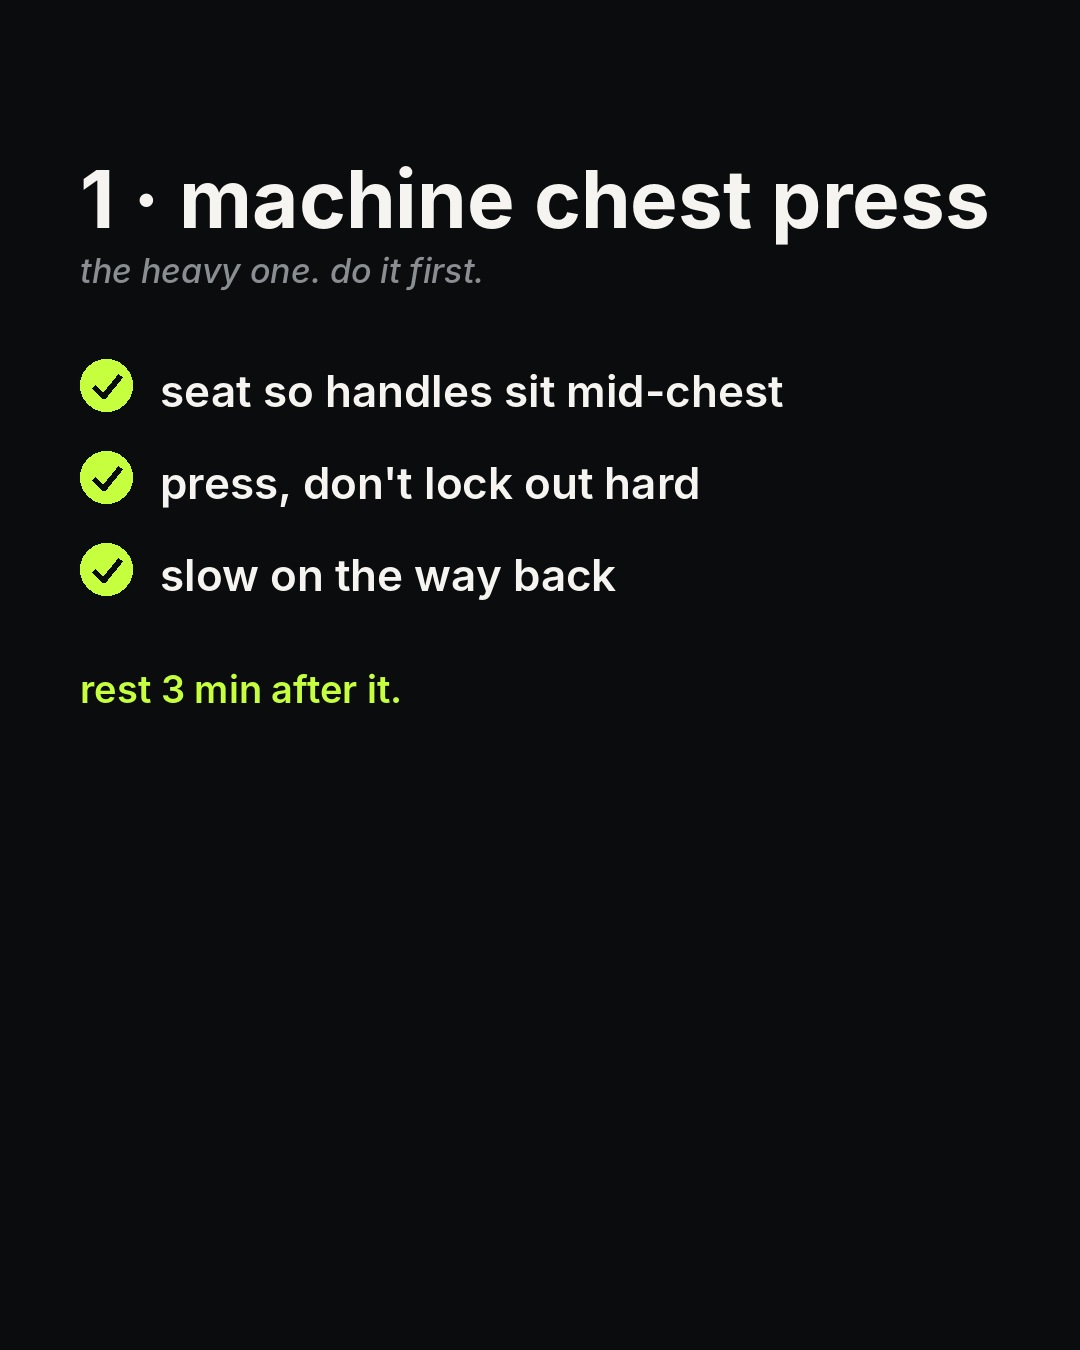 1 · machine chest press
the heavy one. do it first.
seat so handles sit mid-chest
press, don't lock out hard
slow on the way back
rest 3 min after it.